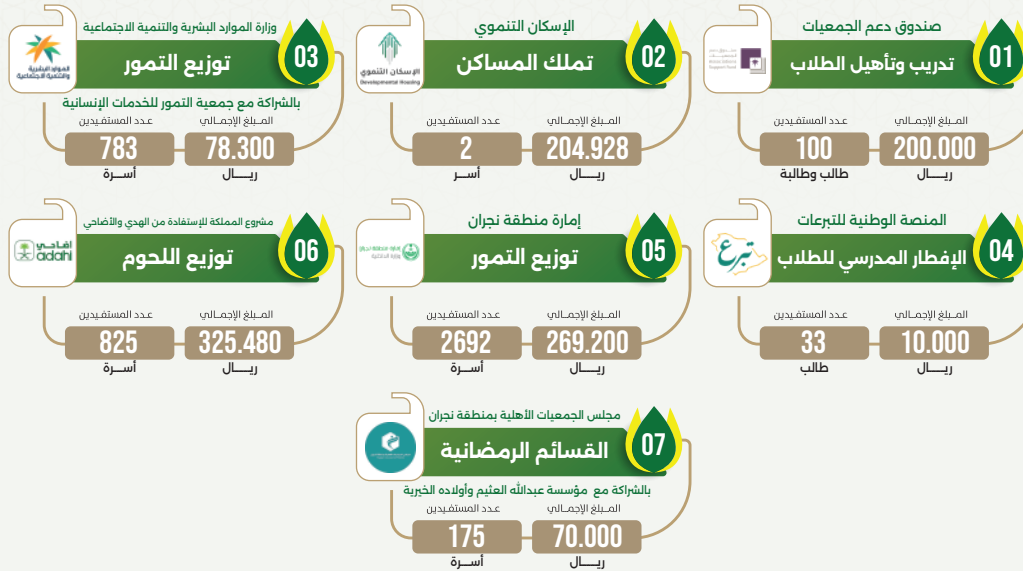 صندوق دعم الجمعيات
01
تدريب وتأهيل الطلاب
المبلغ الإجمالي
عدد المستفيدين
200.000
100
ريال
طالب وطالبة
الإسكان التنموي
02
تملك المساكن
الإسكان التنموي
Developmental Housing
المبلغ الإجمالي
عدد المستفيدين
204.928
2
ريال
أسر
وزارة الموارد البشرية والتنمية الاجتماعية
03
توزيع التمور
الموارد البشرية
والتنمية الاجتماعية
بالشراكة مع جمعية التمور للخدمات الإنسانية
المبلغ الإجمالي
عدد المستفيدين
78.300
783
ريال
أسرة
المنصة الوطنية للتبرعات
04
الإفطار المدرسي للطلاب
تبرع
المبلغ الإجمالي
عدد المستفيدين
10.000
33
ريال
طالب
إمارة منطقة نجران
05
توزيع التمور
إمارة منطقة نجران
وزارة الداخلية
المبلغ الإجمالي
عدد المستفيدين
269.200
2692
ريال
أسرة
مشروع المملكة للإستفادة من الهدي والأضاحي
06
توزيع اللحوم
اضاحي
adahi
المبلغ الإجمالي
عدد المستفيدين
325.480
825
ريال
أسرة
مجلس الجمعيات الأهلية بمنطقة نجران
07
القسائم الرمضانية
بالشراكة مع مؤسسة عبدالله العثيم وأولاده الخيرية
المبلغ الإجمالي
عدد المستفيدين
70.000
175
ريال
أسرة